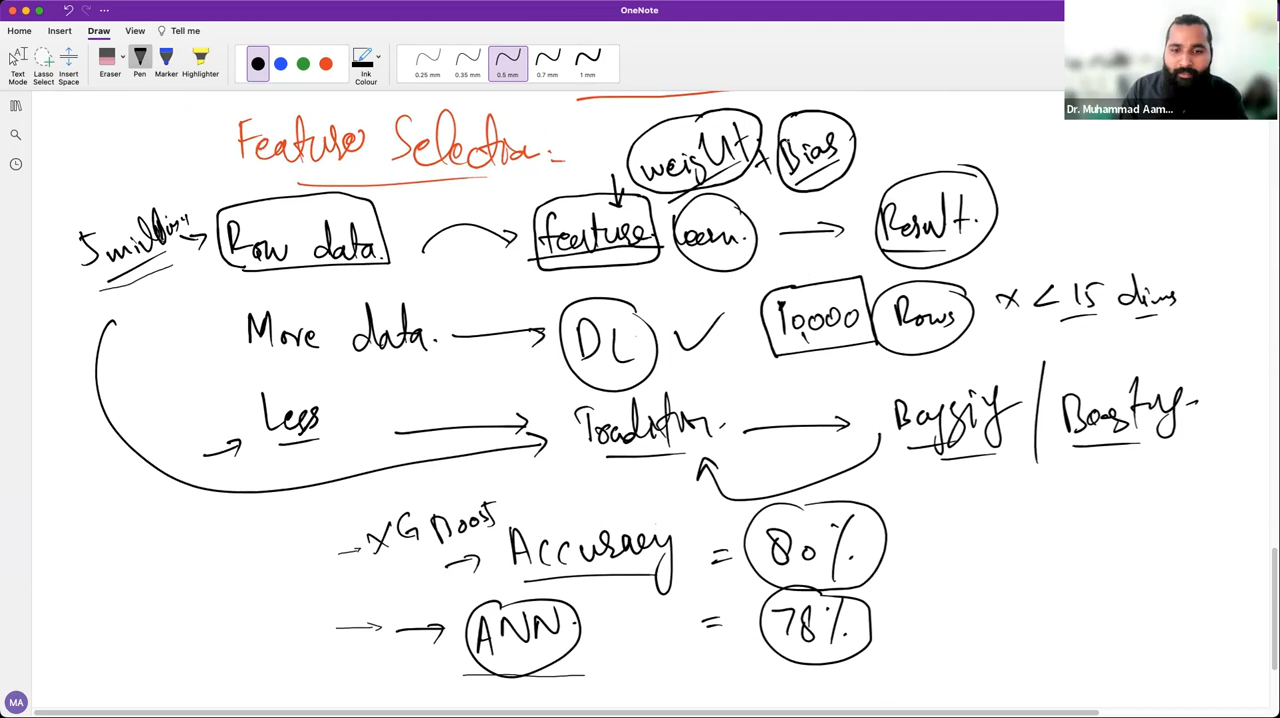 OneNote
Home Insert Draw View Tell me
Text Mode
Lasso Select
Insert Space
Eraser
Pen
Marker
Highlighter
Ink Colour
0.25 mm
0.35 mm
0.5 mm
0.7 mm
1 mm
Dr. Muhammad Aam...
Feature Selection.
weight + Bias
5 million → Raw data. → feature learn. → Result.
More data. → DL ✓ 10,000 Rows x < 15 dims
→ Less → Tradition. → Bagging / Boosting.
→ XG Boost
→ Accuracy = 80%
→ → ANN. = 78%
MA